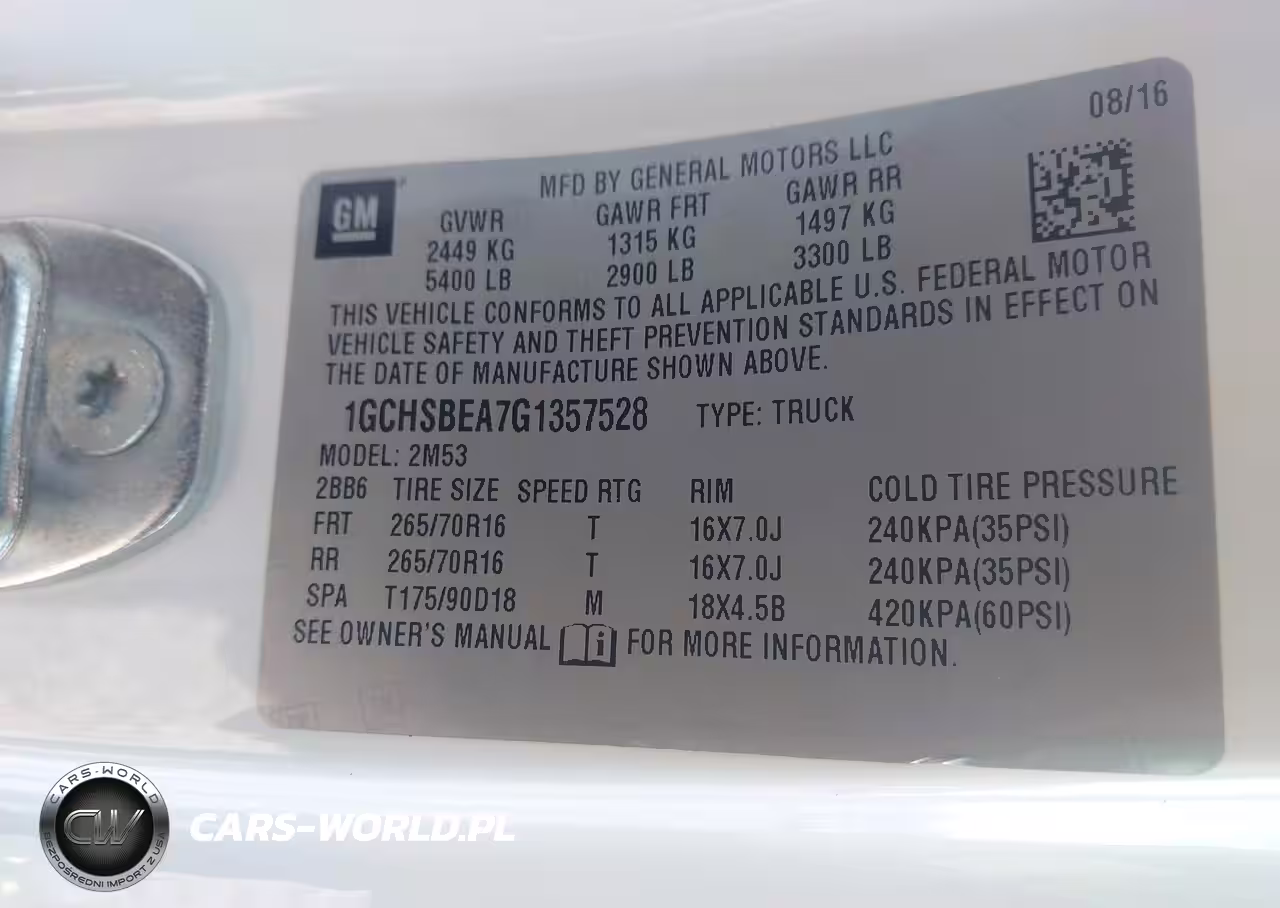 08/16
MFD BY GENERAL MOTORS LLC
GM
GVWR GAWR FRT GAWR RR
2449 KG 1315 KG 1497 KG
5400 LB 2900 LB 3300 LB
THIS VEHICLE CONFORMS TO ALL APPLICABLE U.S. FEDERAL MOTOR
VEHICLE SAFETY AND THEFT PREVENTION STANDARDS IN EFFECT ON
THE DATE OF MANUFACTURE SHOWN ABOVE.
1GCHSBEA7G1357528 TYPE: TRUCK
MODEL: 2M53
2BB6 TIRE SIZE SPEED RTG RIM COLD TIRE PRESSURE
FRT 265/70R16 T 16X7.0J 240KPA(35PSI)
RR 265/70R16 T 16X7.0J 240KPA(35PSI)
SPA T175/90D18 M 18X4.5B 420KPA(60PSI)
SEE OWNER'S MANUAL FOR MORE INFORMATION.
CARS-WORLD
CW
BEZPOŚREDNI IMPORT Z USA
CARS-WORLD.PL